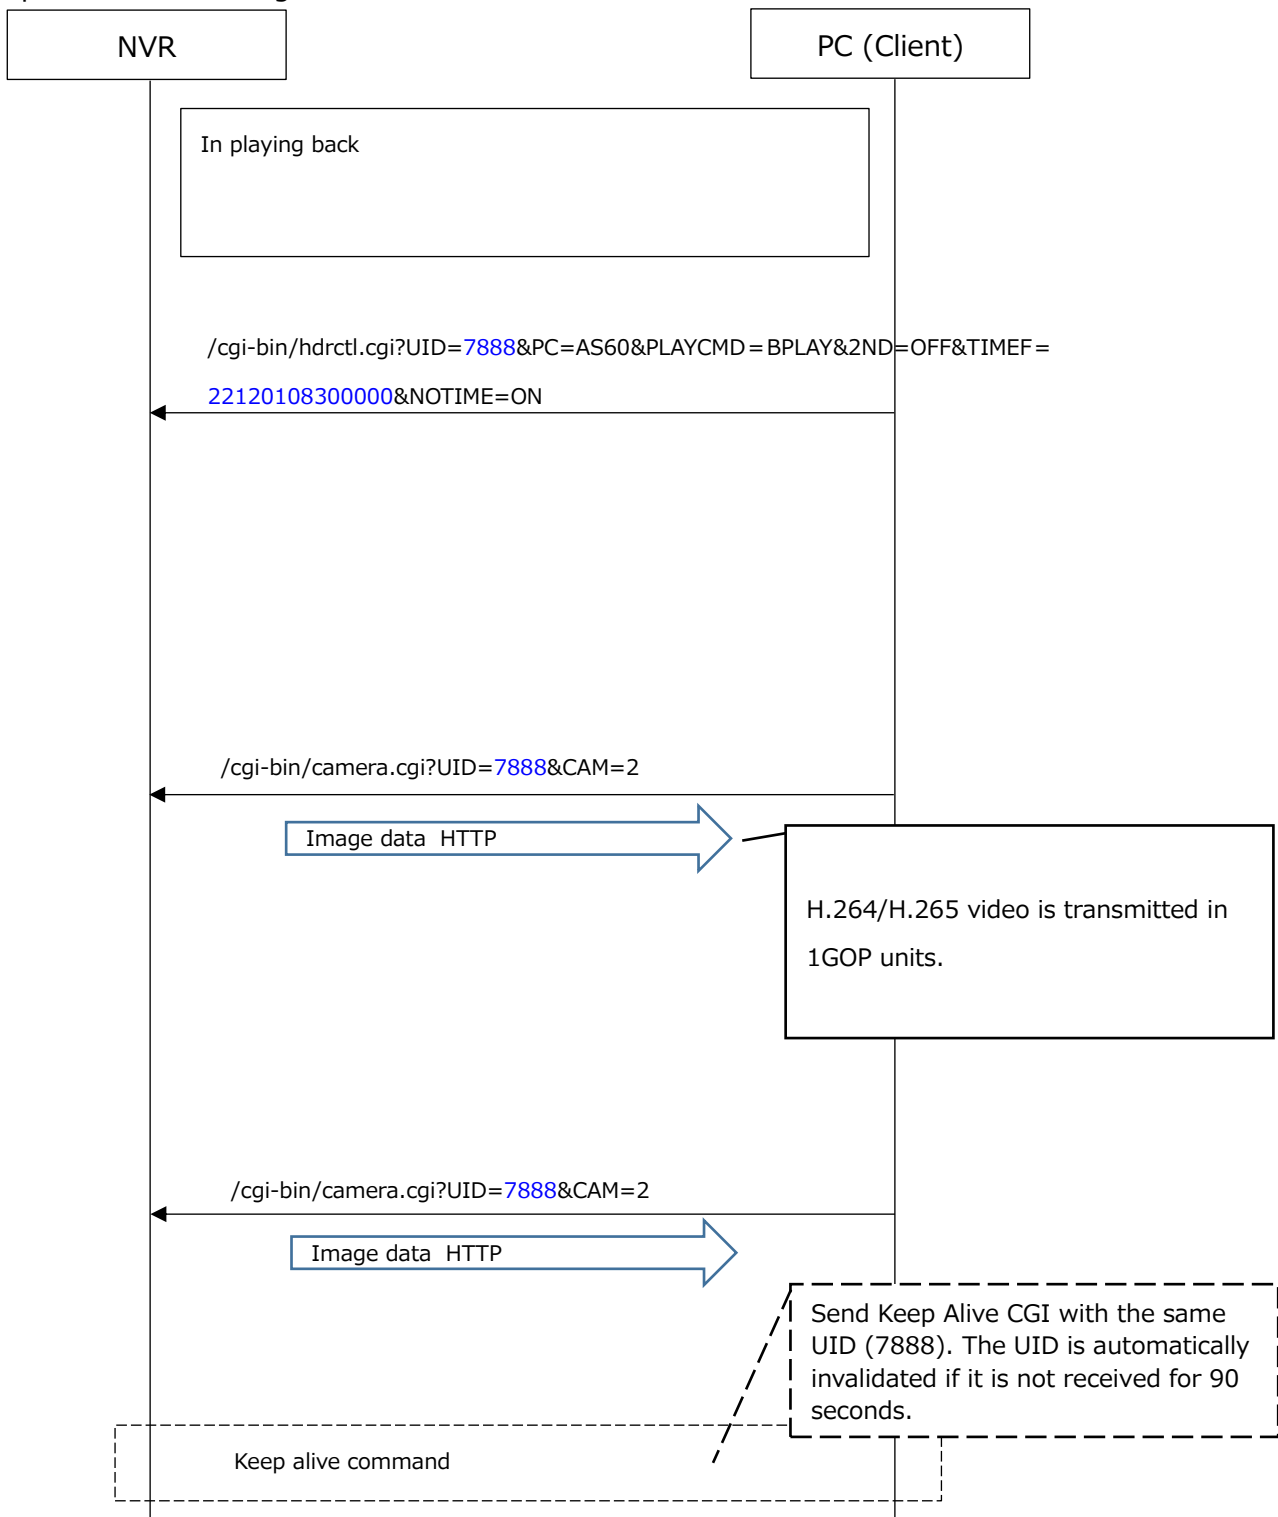 NVR
PC (Client)
In playing back
/cgi-bin/hdrctl.cgi?UID=7888&PC=AS60&PLAYCMD=BPLAY&2ND=OFF&TIMEF=
22120108300000&NOTIME=ON
/cgi-bin/camera.cgi?UID=7888&CAM=2
Image data HTTP
H.264/H.265 video is transmitted in
1GOP units.
/cgi-bin/camera.cgi?UID=7888&CAM=2
Image data HTTP
Send Keep Alive CGI with the same
UID (7888). The UID is automatically
invalidated if it is not received for 90
seconds.
Keep alive command